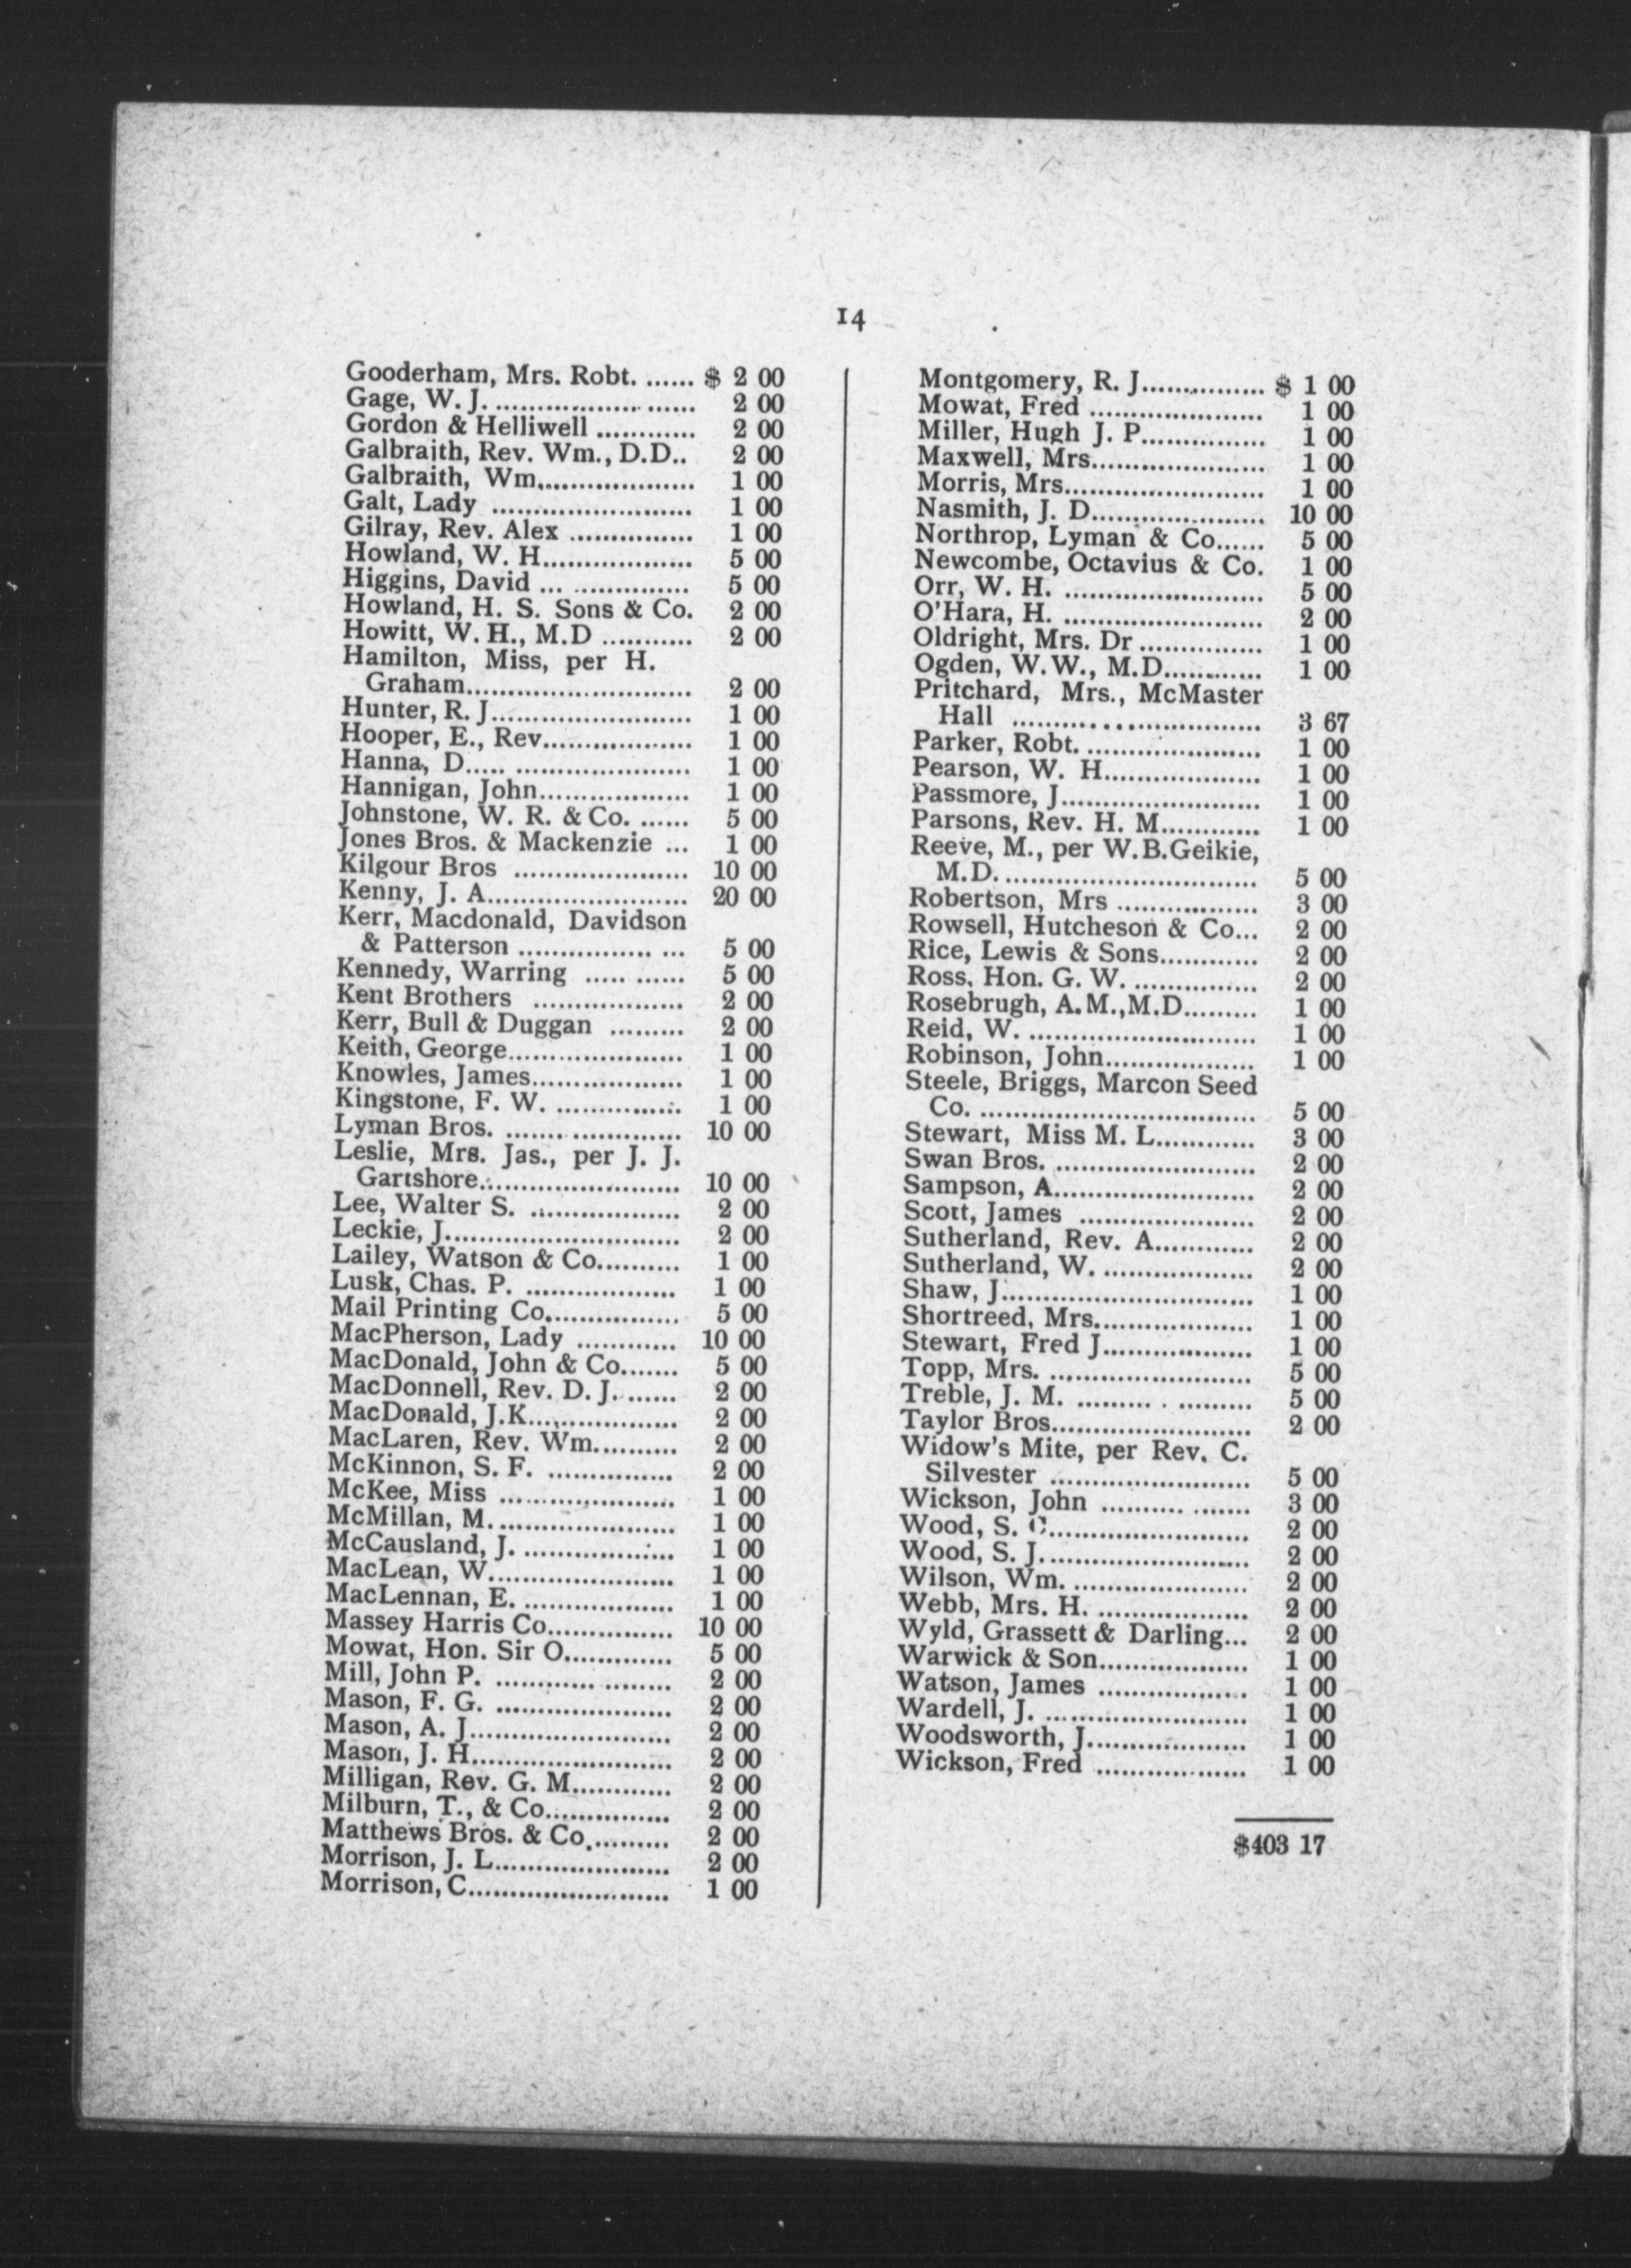 14
Gooderham, Mrs. Robt. ...... $ 2 00
Gage, W. J. ........................ 2 00
Gordon & Helliwell ............ 2 00
Galbraith, Rev. Wm., D.D.. 2 00
Galbraith, Wm................... 1 00
Galt, Lady ........................ 1 00
Gilray, Rev. Alex ............... 1 00
Howland, W. H.................. 5 00
Higgins, David ... .............. 5 00
Howland, H. S. Sons & Co. 2 00
Howitt, W. H., M.D ........... 2 00
Hamilton, Miss, per H.
Graham........................... 2 00
Hunter, R. J........................ 1 00
Hooper, E., Rev.................. 1 00
Hanna, D..... ..................... 1 00
Hannigan, John.................. 1 00
Johnstone, W. R. & Co. ...... 5 00
Jones Bros. & Mackenzie ... 1 00
Kilgour Bros ..................... 10 00
Kenny, J. A........................ 20 00
Kerr, Macdonald, Davidson
& Patterson ................ ... 5 00
Kennedy, Warring ..... ...... 5 00
Kent Brothers .................. 2 00
Kerr, Bull & Duggan ......... 2 00
Keith, George..................... 1 00
Knowles, James.................. 1 00
Kingstone, F. W. ............... 1 00
Lyman Bros. ..................... 10 00
Leslie, Mrs. Jas., per J. J.
Gartshore........................ 10 00
Lee, Walter S. .................. 2 00
Leckie, J............................ 2 00
Lailey, Watson & Co.......... 1 00
Lusk, Chas. P. .................. 1 00
Mail Printing Co................ 5 00
MacPherson, Lady ............ 10 00
MacDonald, John & Co....... 5 00
MacDonnell, Rev. D. J. ...... 2 00
MacDonald, J.K.................. 2 00
MacLaren, Rev. Wm.......... 2 00
McKinnon, S. F. ............... 2 00
McKee, Miss ..................... 1 00
McMillan, M. ..................... 1 00
McCausland, J. .................. 1 00
MacLean, W...................... 1 00
MacLennan, E. .................. 1 00
Massey Harris Co............... 10 00
Mowat, Hon. Sir O............. 5 00
Mill, John P. ............ ........ 2 00
Mason, F. G. ..................... 2 00
Mason, A. J........................ 2 00
Mason, J. H........................ 2 00
Milligan, Rev. G. M............ 2 00
Milburn, T., & Co............... 2 00
Matthews Bros. & Co.......... 2 00
Morrison, J. L..................... 2 00
Morrison, C........................ 1 00
Montgomery, R. J............... $ 1 00
Mowat, Fred ..................... 1 00
Miller, Hugh J. P............... 1 00
Maxwell, Mrs..................... 1 00
Morris, Mrs........................ 1 00
Nasmith, J. D..................... 10 00
Northrop, Lyman & Co...... 5 00
Newcombe, Octavius & Co. 1 00
Orr, W. H. ........................ 5 00
O'Hara, H. ........................ 2 00
Oldright, Mrs. Dr ............... 1 00
Ogden, W. W., M.D............ 1 00
Pritchard, Mrs., McMaster
Hall .............................. 3 67
Parker, Robt. ..................... 1 00
Pearson, W. H................... 1 00
Passmore, J........................ 1 00
Parsons, Rev. H. M............ 1 00
Reeve, M., per W.B.Geikie,
M.D. .............................. 5 00
Robertson, Mrs ................. 3 00
Rowsell, Hutcheson & Co... 2 00
Rice, Lewis & Sons............ 2 00
Ross, Hon. G. W. ............... 2 00
Rosebrugh, A.M.,M.D......... 1 00
Reid, W. ........................... 1 00
Robinson, John.................. 1 00
Steele, Briggs, Marcon Seed
Co. ................................. 5 00
Stewart, Miss M. L............ 3 00
Swan Bros. ........................ 2 00
Sampson, A........................ 2 00
Scott, James ..................... 2 00
Sutherland, Rev. A............ 2 00
Sutherland, W. .................. 2 00
Shaw, J.............................. 1 00
Shortreed, Mrs................... 1 00
Stewart, Fred J.................. 1 00
Topp, Mrs. ........................ 5 00
Treble, J. M. ......... . ......... 5 00
Taylor Bros........................ 2 00
Widow's Mite, per Rev. C.
Silvester ........................ 5 00
Wickson, John .......... ....... 3 00
Wood, S. C........................ 2 00
Wood, S. J......................... 2 00
Wilson, Wm. ..................... 2 00
Webb, Mrs. H. .................. 2 00
Wyld, Grassett & Darling... 2 00
Warwick & Son.................. 1 00
Watson, James .................. 1 00
Wardell, J. ........................ 1 00
Woodsworth, J................... 1 00
Wickson, Fred .................. 1 00
$403 17